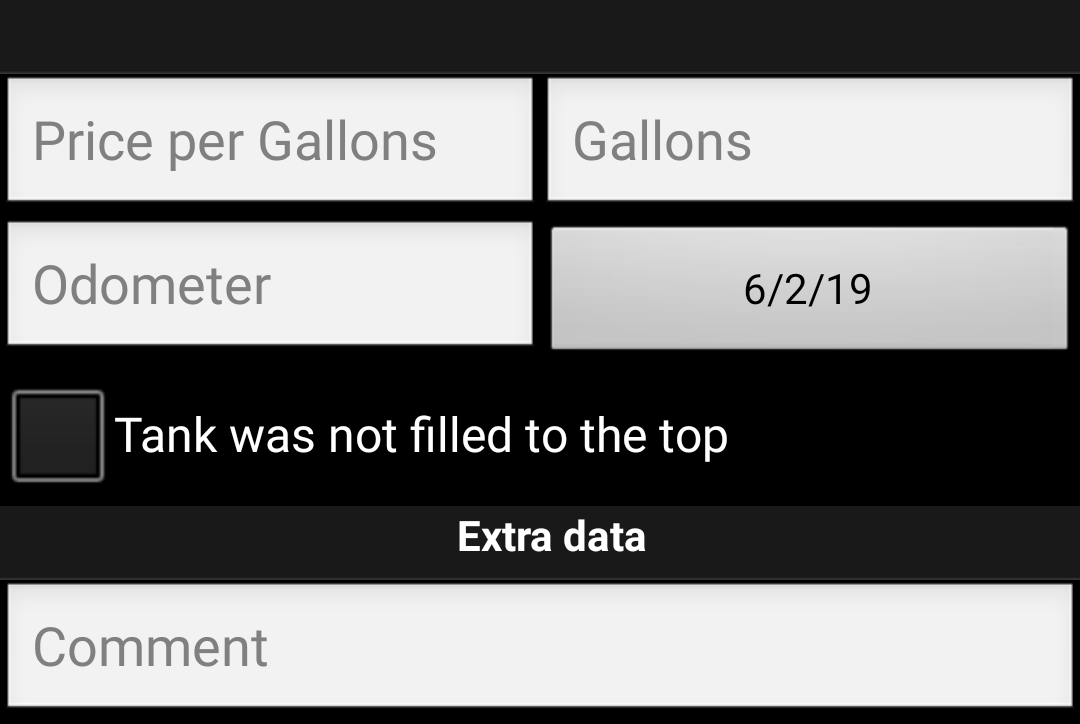 Price per Gallons
Gallons
Odometer
6/2/19
Tank was not filled to the top
Extra data
Comment